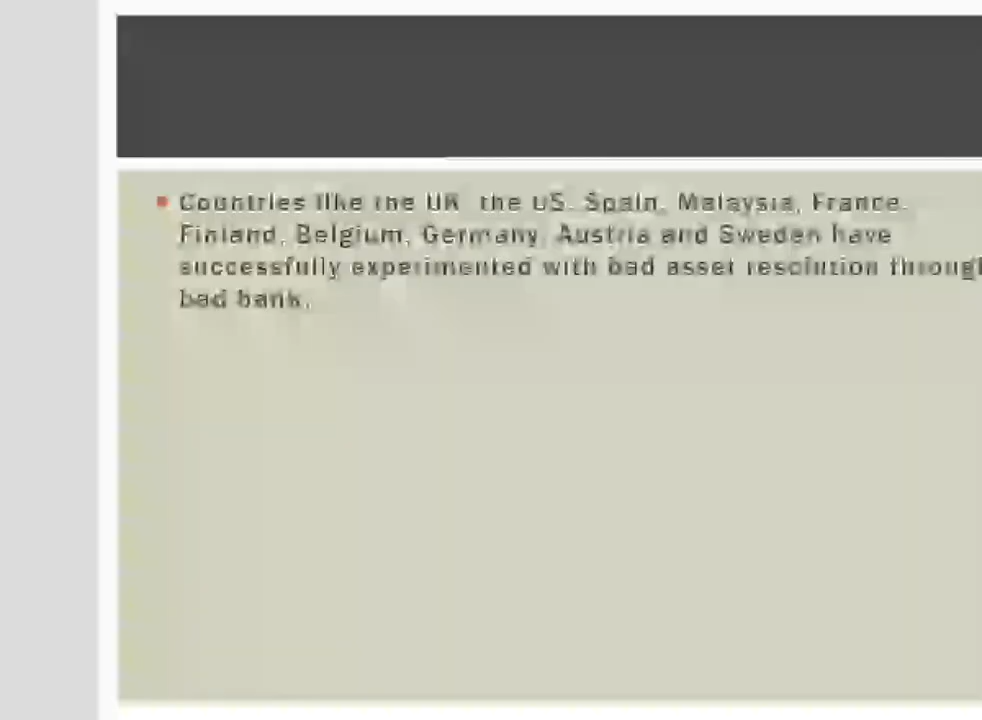 Countries like the UK, the US, Spain, Malaysia, France,
Finland, Belgium, Germany, Austria and Sweden have
successfully experimented with bad asset resolution through
bad bank.